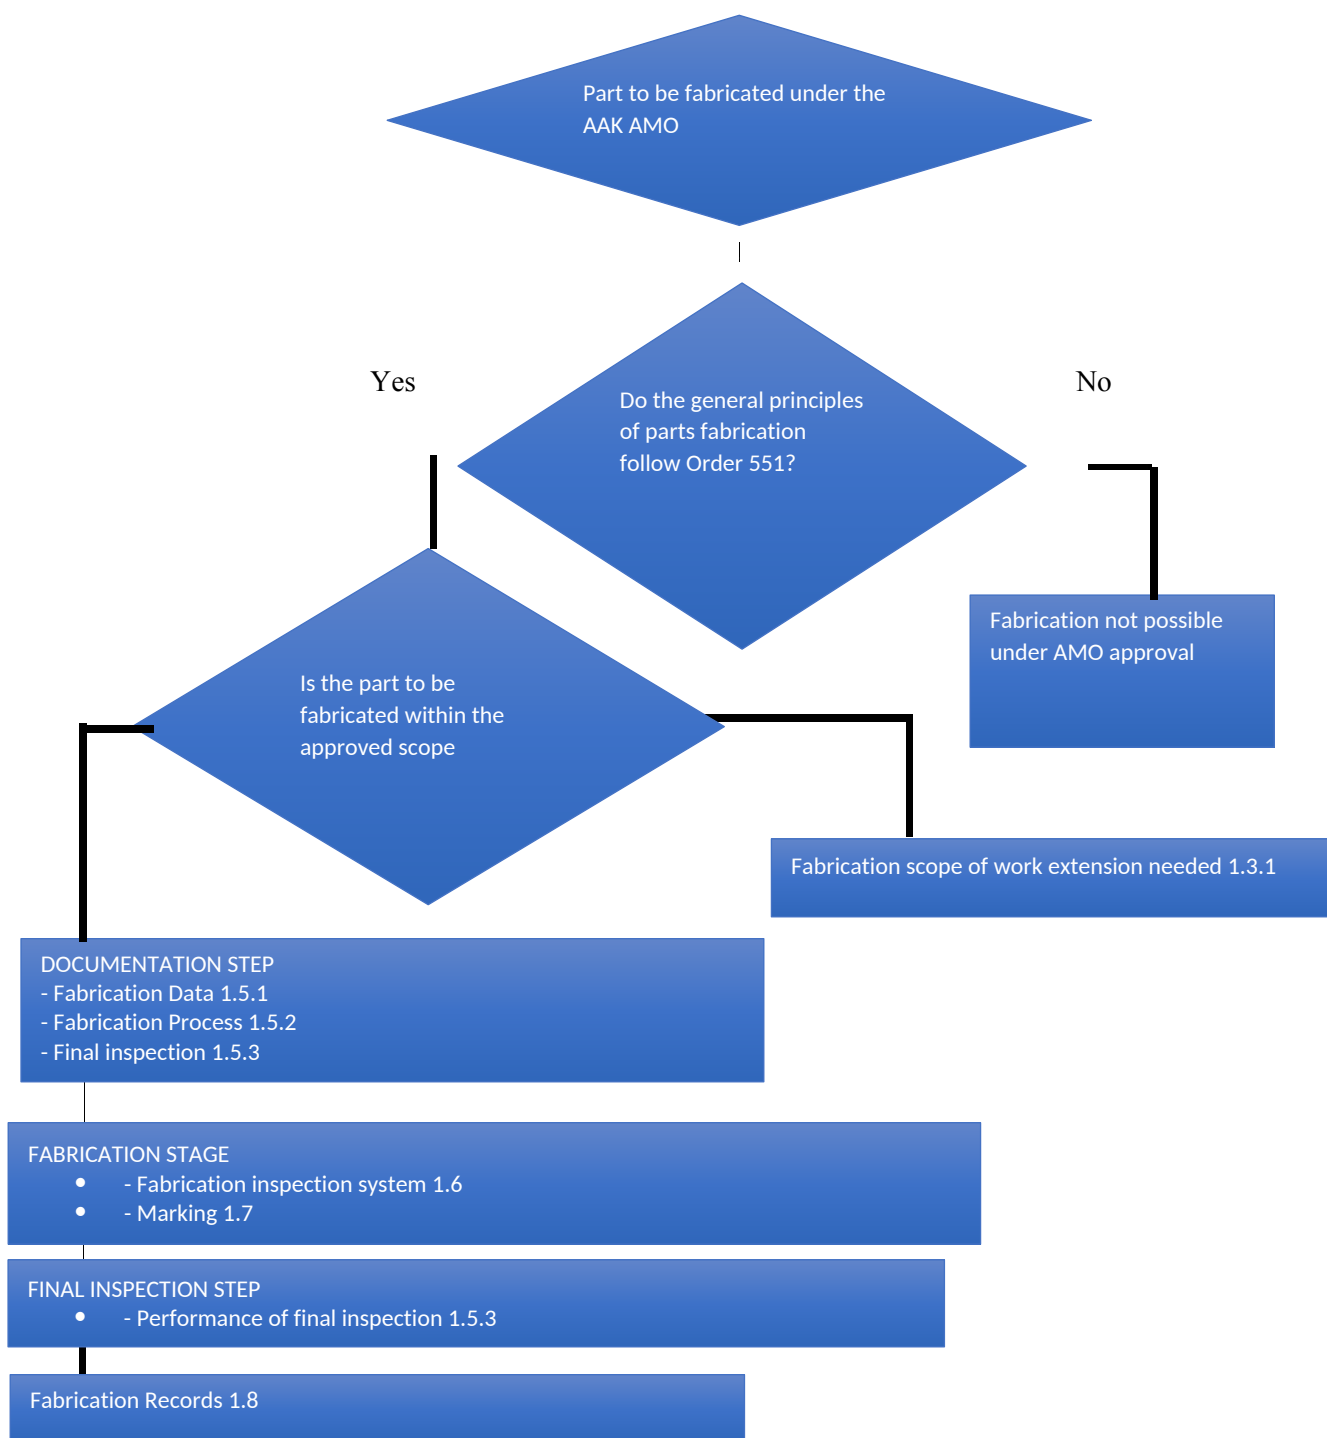 Part to be fabricated under the
AAK AMO
Yes
No
Do the general principles
of parts fabrication
follow Order 551?
Fabrication not possible
under AMO approval
Is the part to be
fabricated within the
approved scope
Fabrication scope of work extension needed 1.3.1
DOCUMENTATION STEP
- Fabrication Data 1.5.1
- Fabrication Process 1.5.2
- Final inspection 1.5.3
FABRICATION STAGE
• - Fabrication inspection system 1.6
• - Marking 1.7
FINAL INSPECTION STEP
• - Performance of final inspection 1.5.3
Fabrication Records 1.8